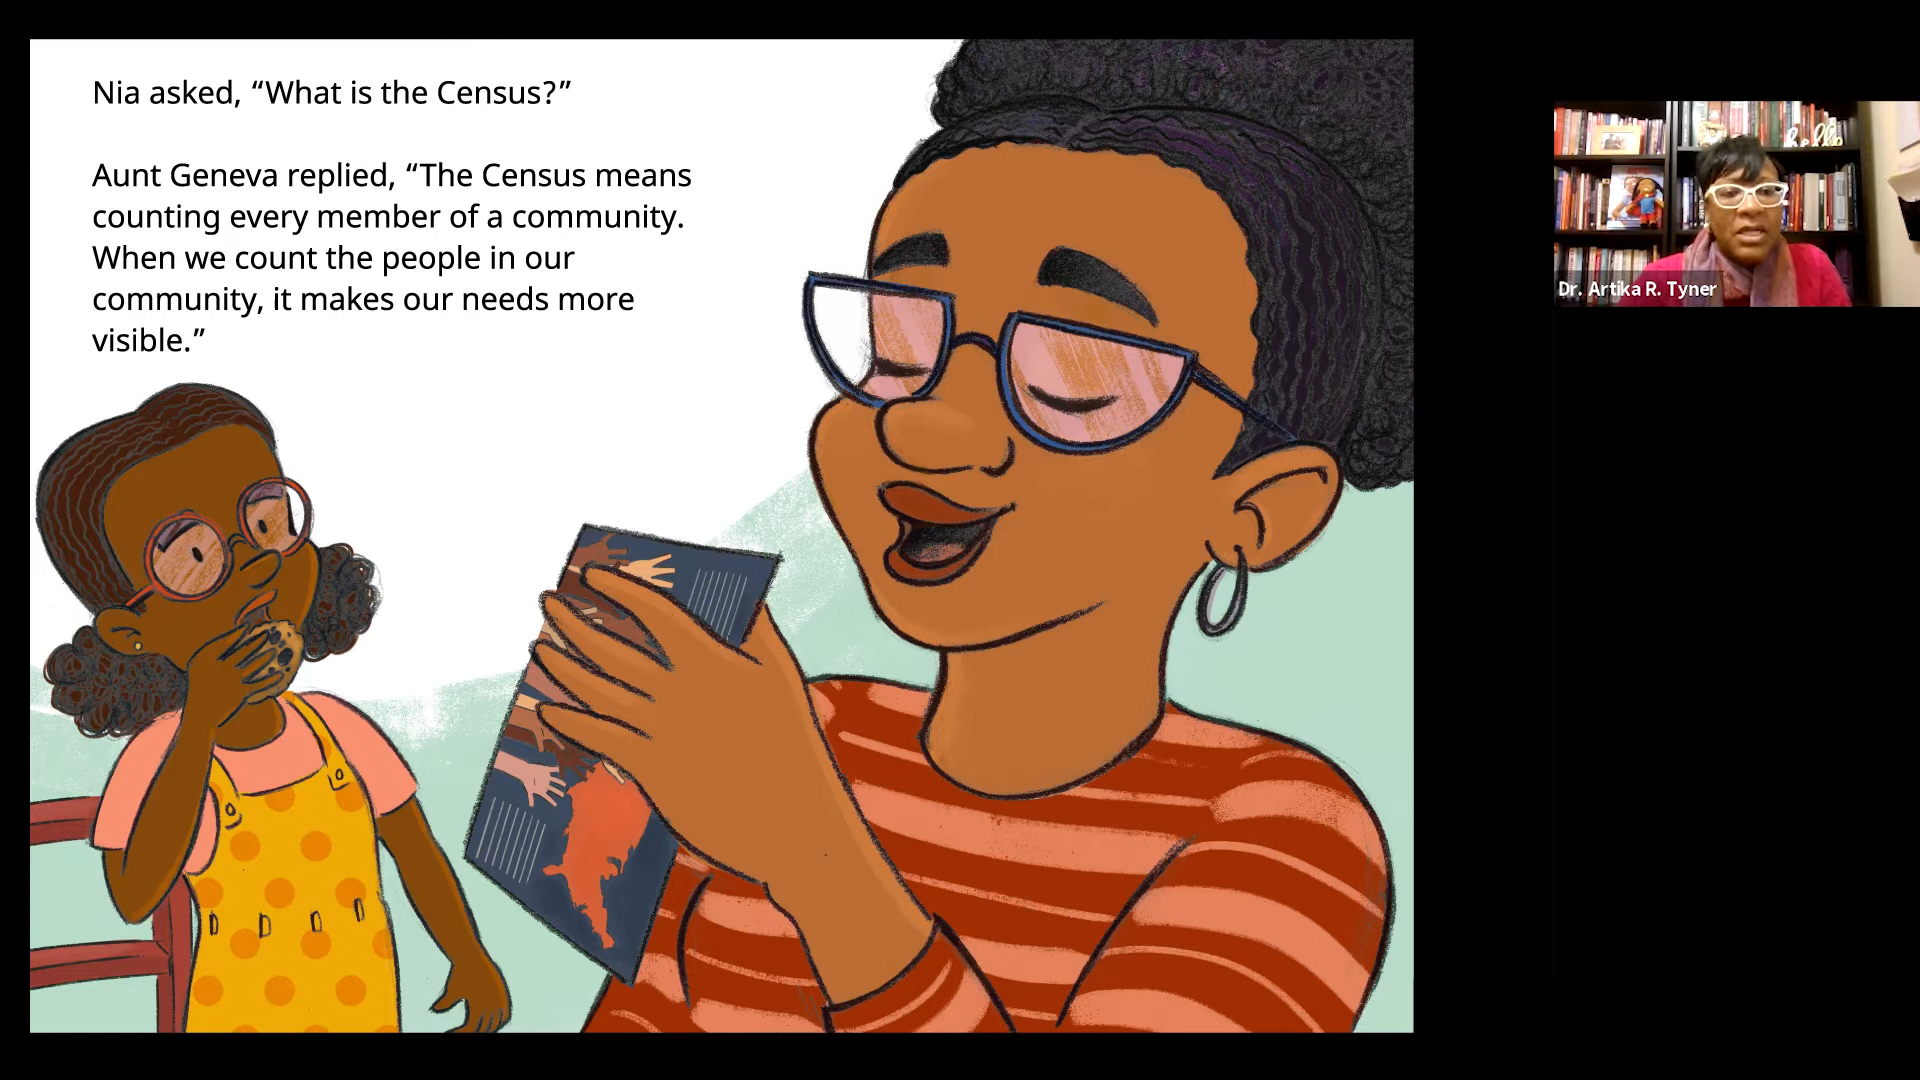 Nia asked, “What is the Census?”
Aunt Geneva replied, “The Census means
counting every member of a community.
When we count the people in our
community, it makes our needs more
visible.”
hello
Dr. Artika R. Tyner